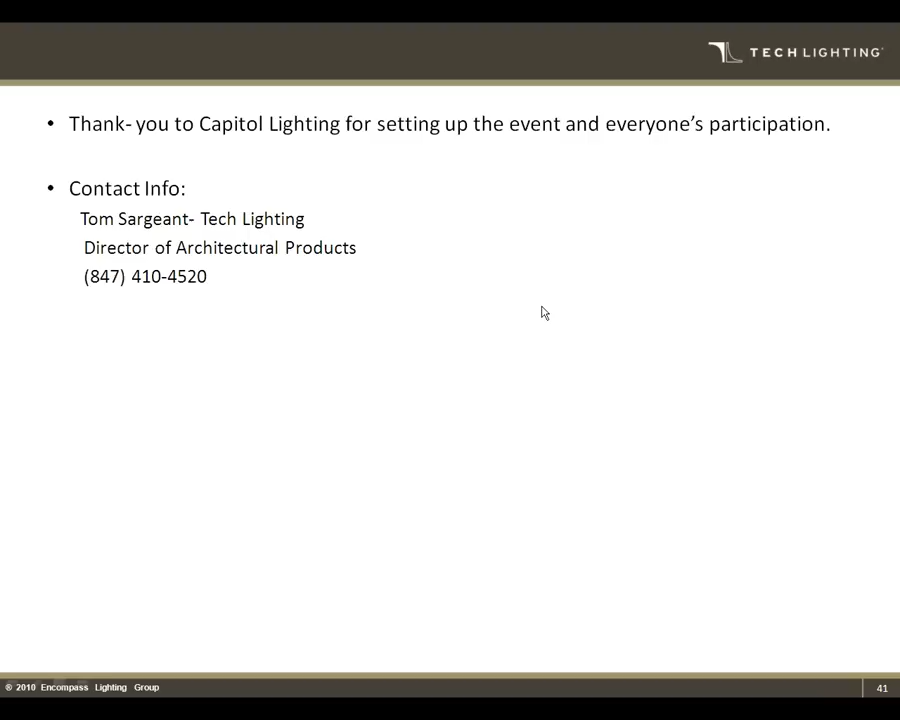 TECH LIGHTING
• Thank- you to Capitol Lighting for setting up the event and everyone’s participation.
• Contact Info:
Tom Sargeant- Tech Lighting
Director of Architectural Products
(847) 410-4520
® 2010 Encompass Lighting Group
41